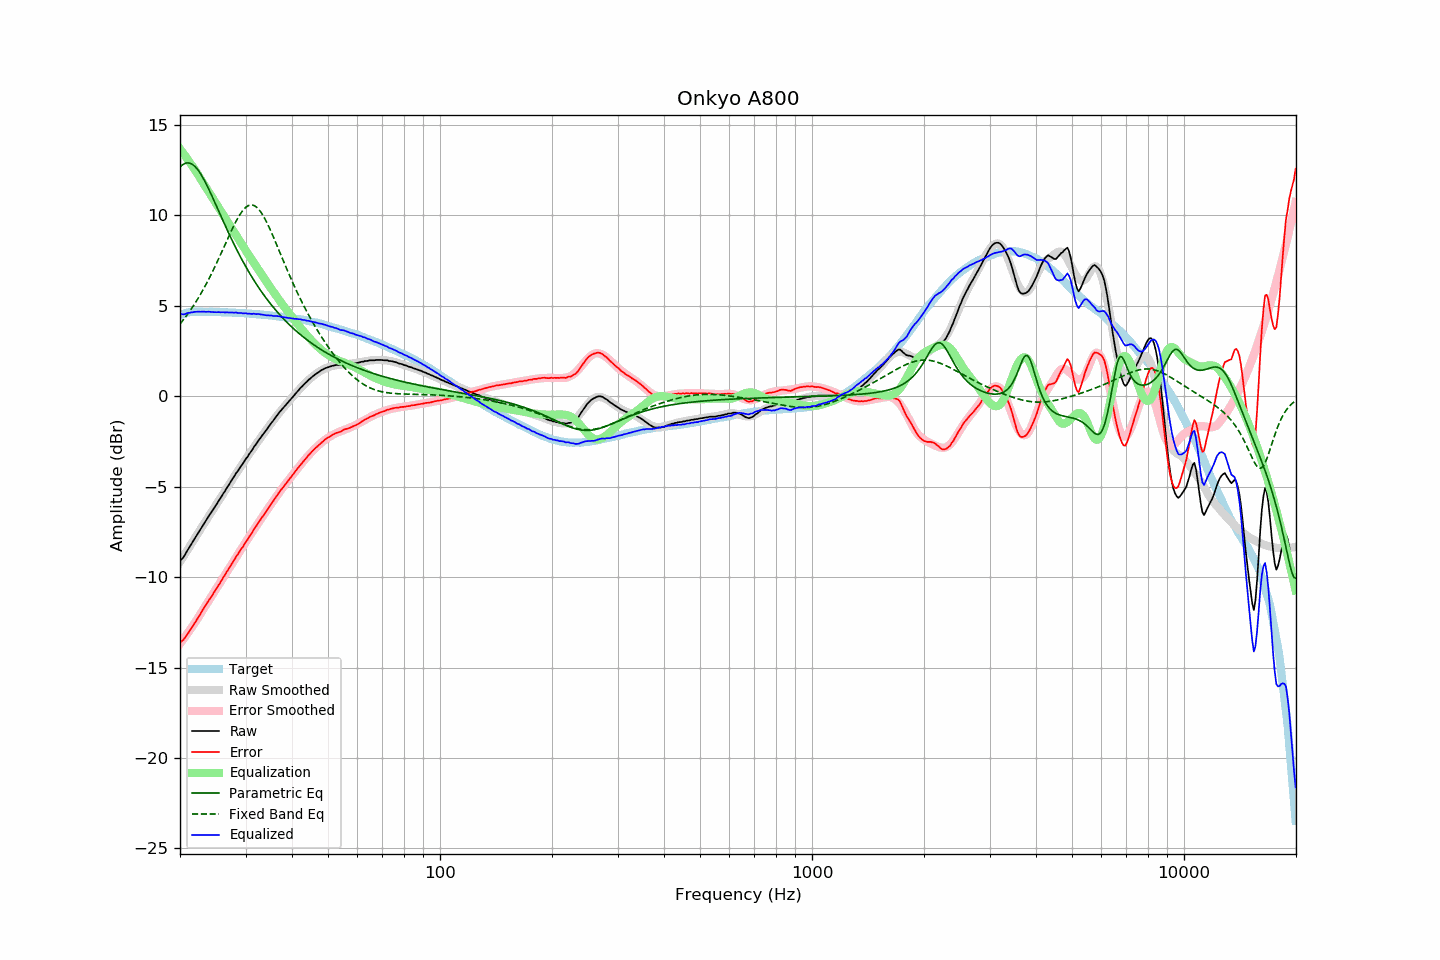 Onkyo A800
15
10
5
0
−5
−10
−15
−20
−25
Amplitude (dBr)
Target
Raw Smoothed
Error Smoothed
Raw
Error
Equalization
Parametric Eq
Fixed Band Eq
Equalized
100
1000
10000
Frequency (Hz)